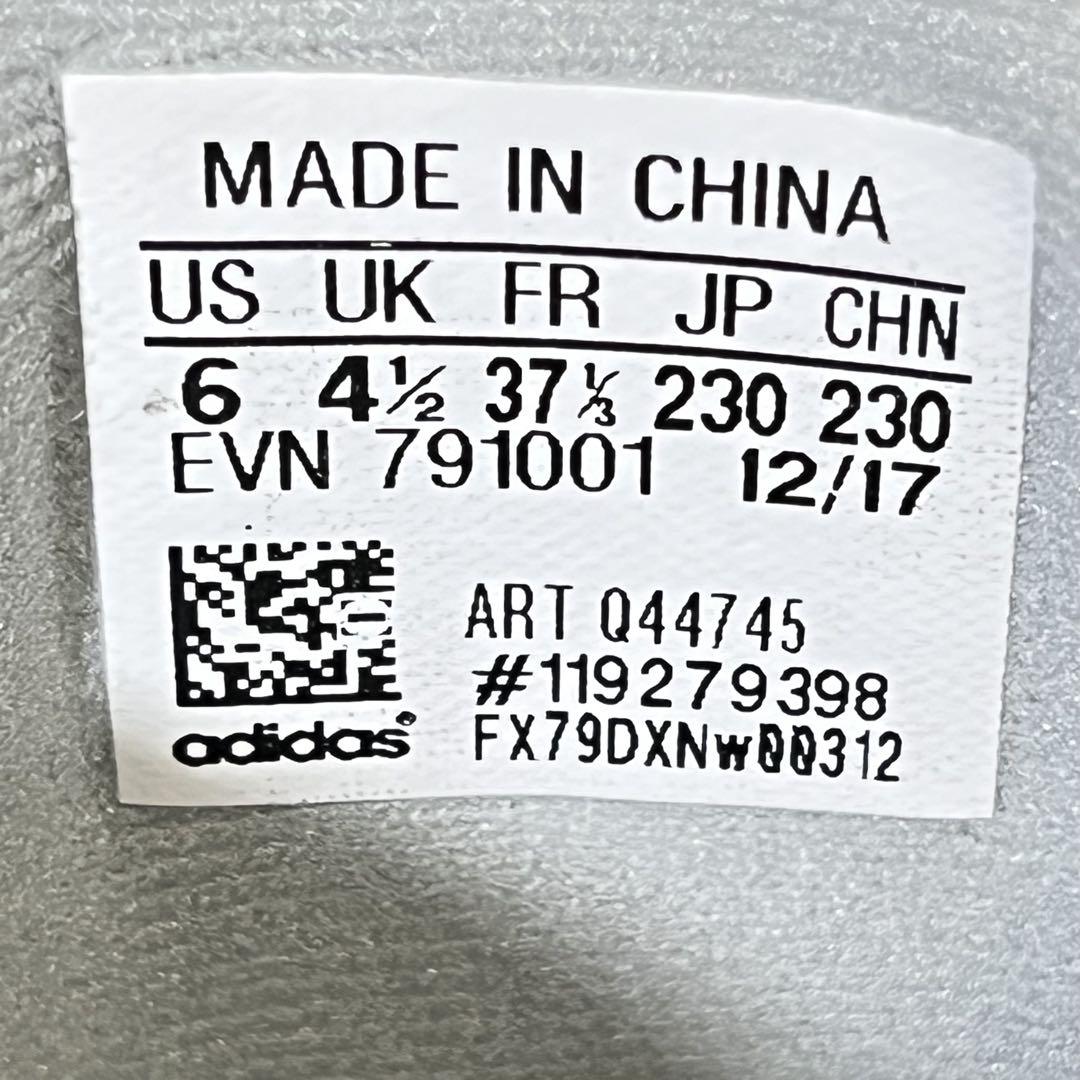 MADE IN CHINA
US UK FR JP CHN
6 4½ 37⅓ 230 230
EVN 791001 12/17
ART Q44745
#119279398
FX79DXNW00312
adidas®